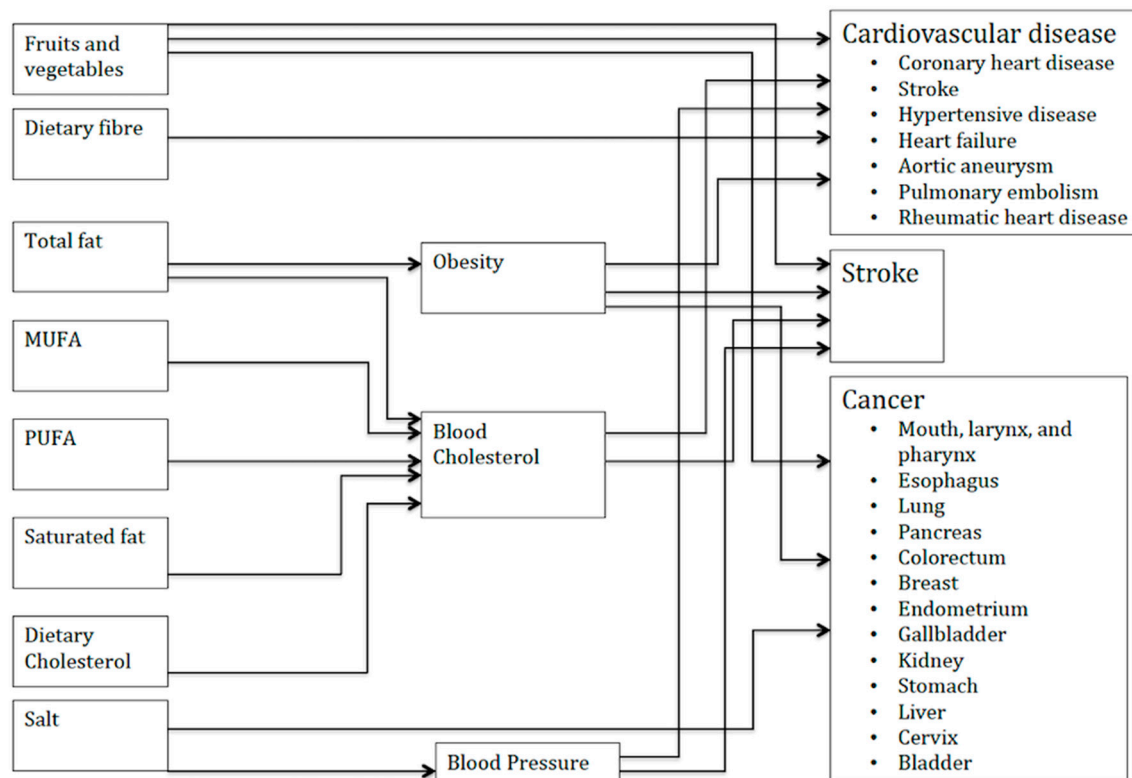 Fruits and
vegetables
Dietary fibre
Total fat
MUFA
PUFA
Saturated fat
Dietary
Cholesterol
Salt
Obesity
Blood
Cholesterol
Blood Pressure
Cardiovascular disease
• Coronary heart disease
• Stroke
• Hypertensive disease
• Heart failure
• Aortic aneurysm
• Pulmonary embolism
• Rheumatic heart disease
Stroke
Cancer
• Mouth, larynx, and
pharynx
• Esophagus
• Lung
• Pancreas
• Colorectum
• Breast
• Endometrium
• Gallbladder
• Kidney
• Stomach
• Liver
• Cervix
• Bladder